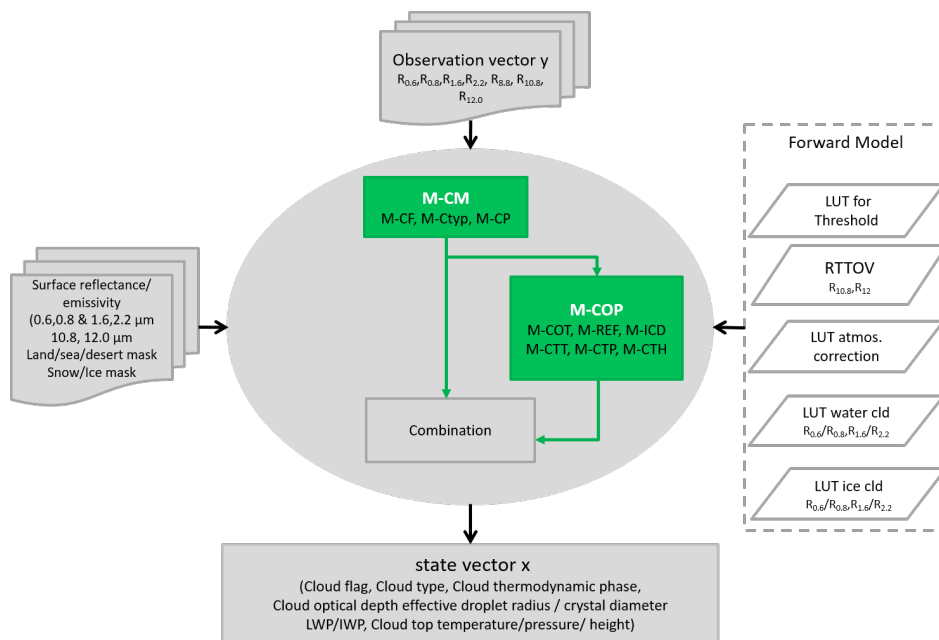 Observation vector y
R0.6,R0.8,R1.6,R2.2, R8.8, R10.8,
R12.0
Forward Model
M-CM
M-CF, M-Ctyp, M-CP
LUT for
Threshold
Surface reflectance/
emissivity
(0.6,0.8 & 1.6,2.2 μm
10.8, 12.0 μm
Land/sea/desert mask
Snow/Ice mask
RTTOV
R10.8,R12
M-COP
M-COT, M-REF, M-ICD
M-CTT, M-CTP, M-CTH
LUT atmos.
correction
Combination
LUT water cld
R0.6/R0.8,R1.6/R2.2
LUT ice cld
R0.6/R0.8,R1.6/R2.2
state vector x
(Cloud flag, Cloud type, Cloud thermodynamic phase,
Cloud optical depth effective droplet radius / crystal diameter
LWP/IWP, Cloud top temperature/pressure/ height)